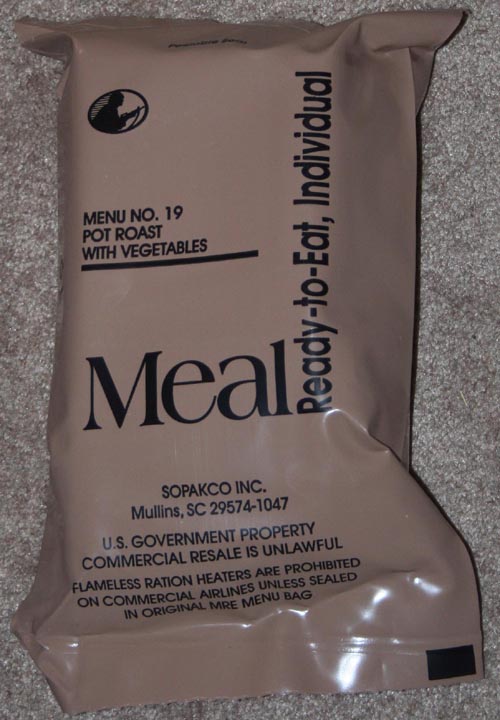 MENU NO. 19
POT ROAST
WITH VEGETABLES
Meal
Ready-to-Eat, Individual
SOPAKCO INC.
Mullins, SC 29574-1047
U.S. GOVERNMENT PROPERTY
COMMERCIAL RESALE IS UNLAWFUL
FLAMELESS RATION HEATERS ARE PROHIBITED
ON COMMERCIAL AIRLINES UNLESS SEALED
IN ORIGINAL MRE MENU BAG